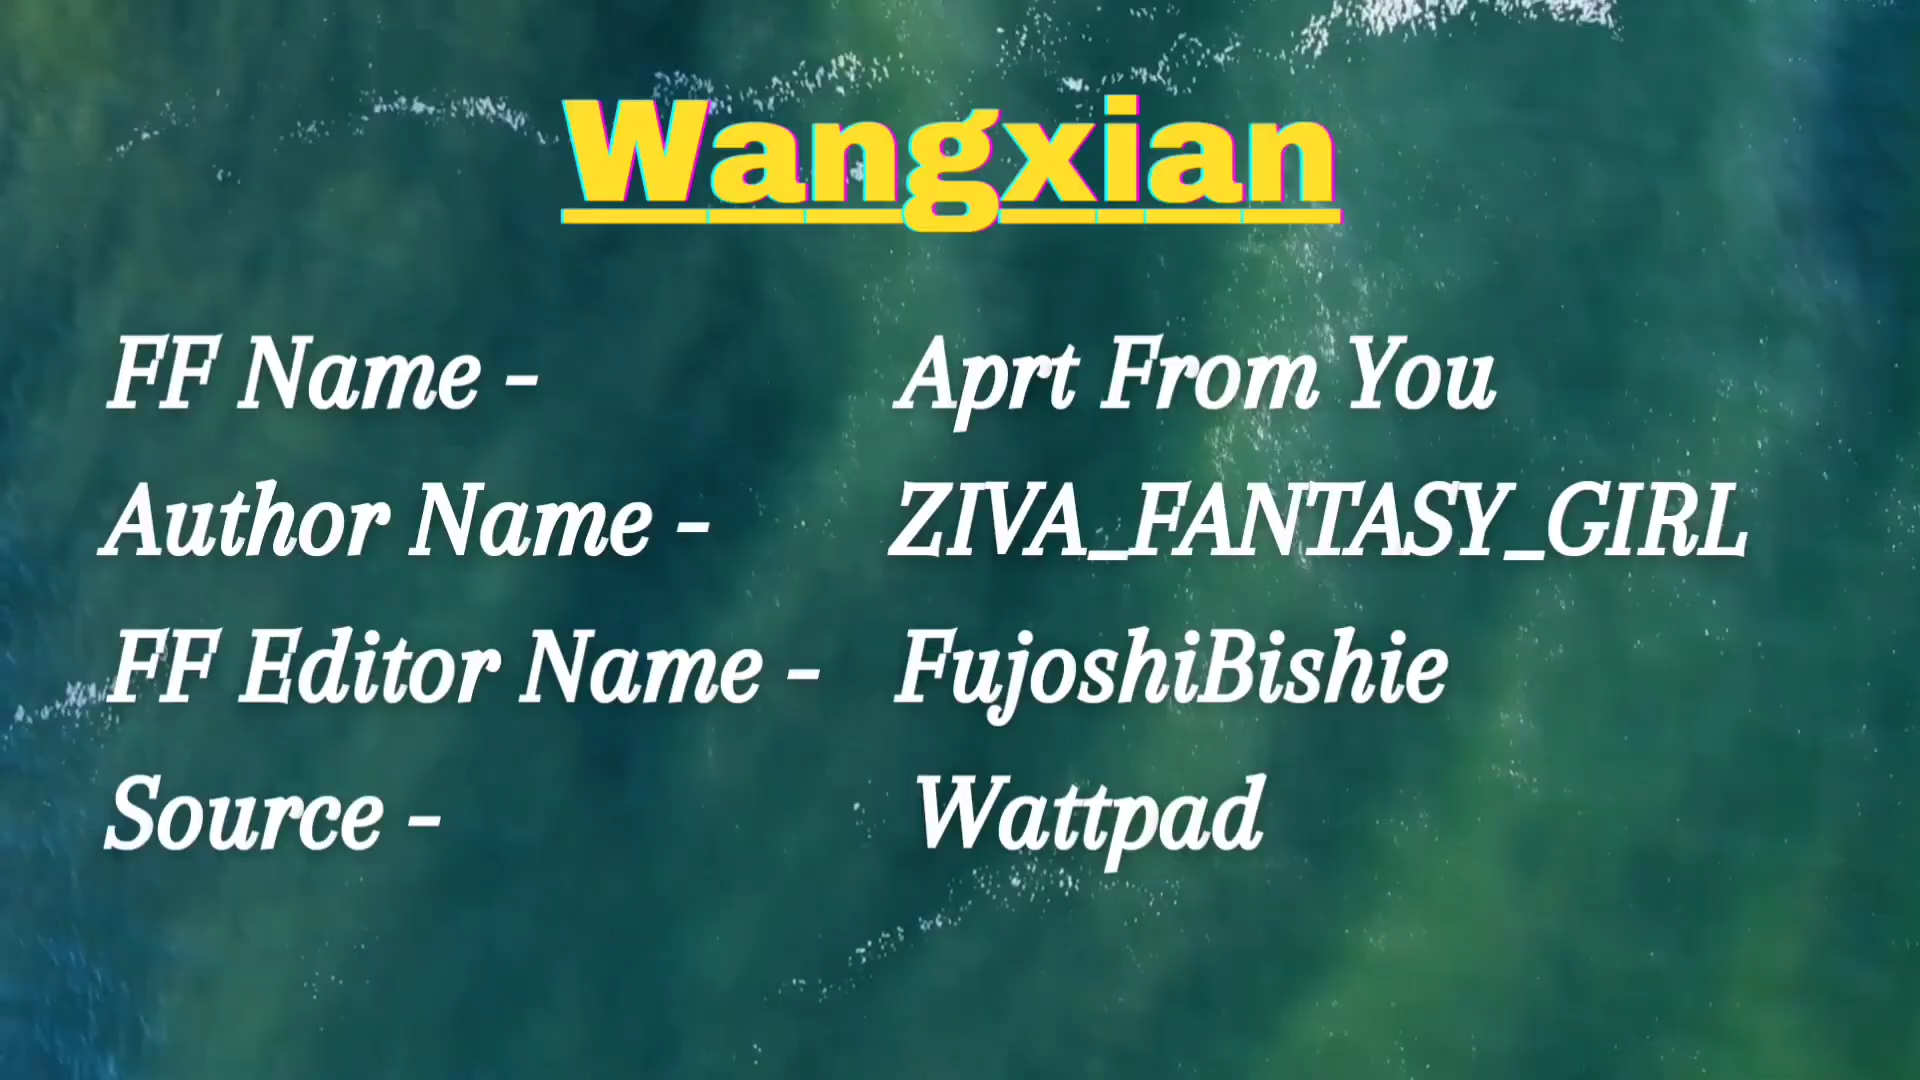 Wangxian
FF Name - Aprt From You
Author Name - ZIVA_FANTASY_GIRL
FF Editor Name - FujoshiBishie
Source - Wattpad